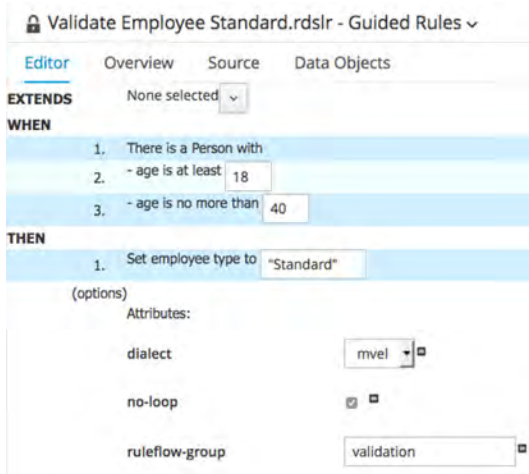 Validate Employee Standard.rdslr - Guided Rules
Editor Overview Source Data Objects
EXTENDS None selected
WHEN
1. There is a Person with
2. - age is at least 18
3. - age is no more than 40
THEN
1. Set employee type to "Standard"
(options)
Attributes:
dialect mvel
no-loop
ruleflow-group validation